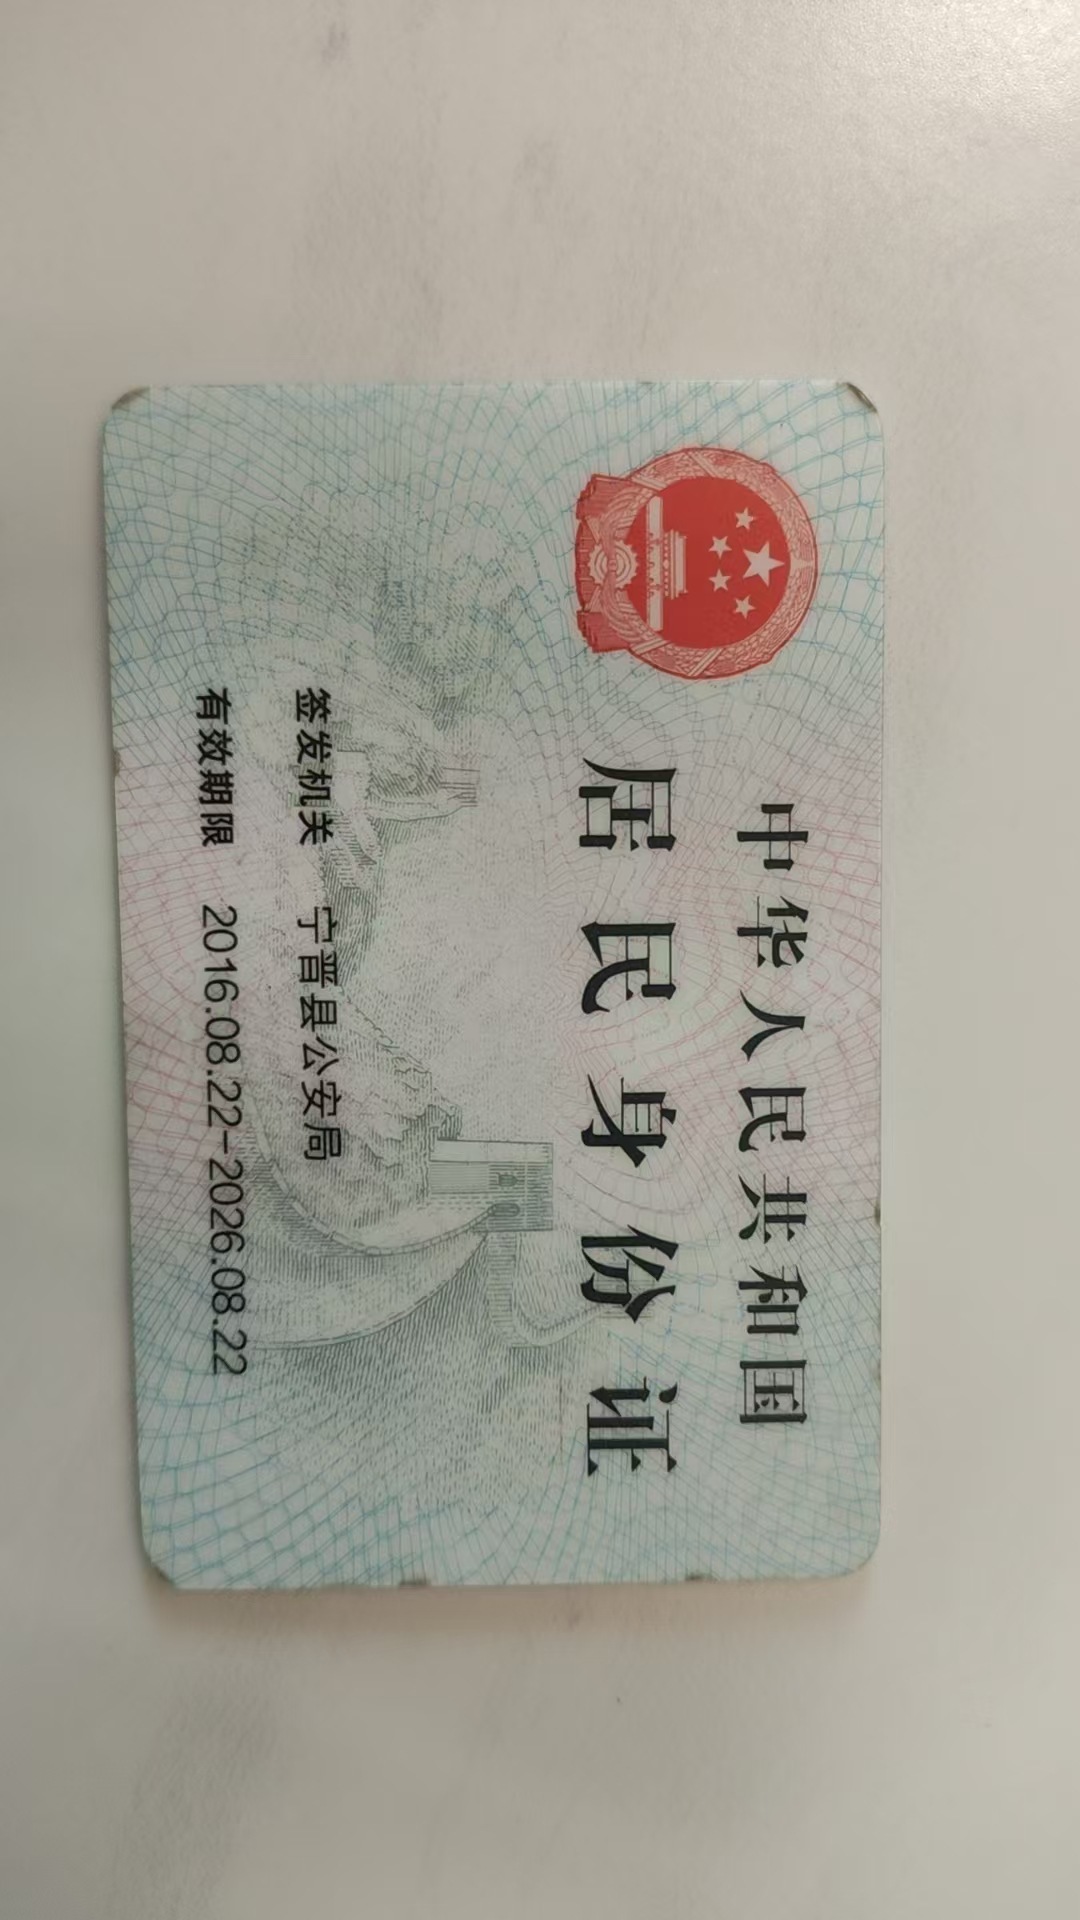 中华人民共和国
居民身份证
签发机关 宁晋县公安局
有效期限 2016.08.22-2026.08.22